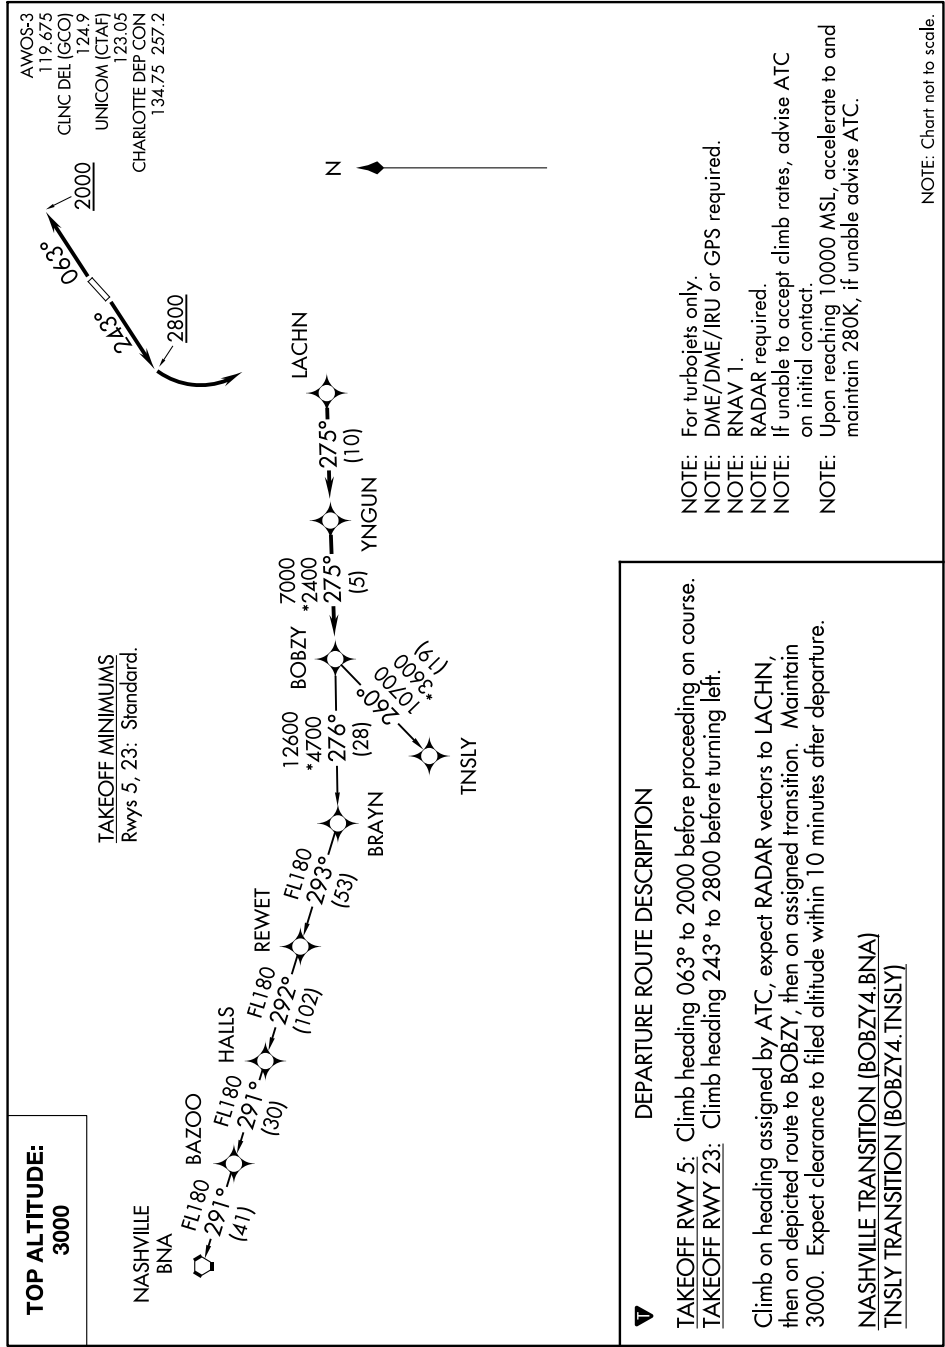 TOP ALTITUDE:
3000
AWOS-3
119.675
CLNC DEL (GCO)
124.9
UNICOM (CTAF)
123.05
CHARLOTTE DEP CON
134.75 257.2
TAKEOFF MINIMUMS
Rwys 5, 23: Standard.
063°
2000
243°
2800
N
NASHVILLE
BNA
FL180
291°
(41)
BAZOO
FL180
291°
(30)
HALLS
FL180
292°
(102)
REWET
FL180
293°
(53)
BRAYN
12600
*4700
276°
(28)
BOBZY
7000
*2400
275°
(5)
YNGUN
275°
(10)
LACHN
260°
10700
*3600
(19)
TNSLY
T
DEPARTURE ROUTE DESCRIPTION
TAKEOFF RWY 5: Climb heading 063° to 2000 before proceeding on course.
TAKEOFF RWY 23: Climb heading 243° to 2800 before turning left.
Climb on heading assigned by ATC, expect RADAR vectors to LACHN,
then on depicted route to BOBZY, then on assigned transition. Maintain
3000. Expect clearance to filed altitude within 10 minutes after departure.
NASHVILLE TRANSITION (BOBZY4.BNA)
TNSLY TRANSITION (BOBZY4.TNSLY)
NOTE: For turbojets only.
NOTE: DME/DME/IRU or GPS required.
NOTE: RNAV 1.
NOTE: RADAR required.
NOTE: If unable to accept climb rates, advise ATC
on initial contact.
NOTE: Upon reaching 10000 MSL, accelerate to and
maintain 280K, if unable advise ATC.
NOTE: Chart not to scale.